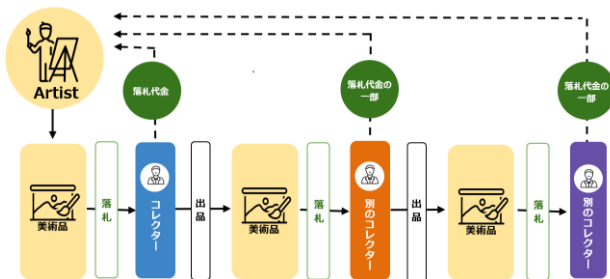 Artist
落札代金
落札代金の
一部
落札代金の
一部
美術品
落札
コレクター
出品
美術品
落札
別のコレクター
出品
美術品
落札
別のコレクター